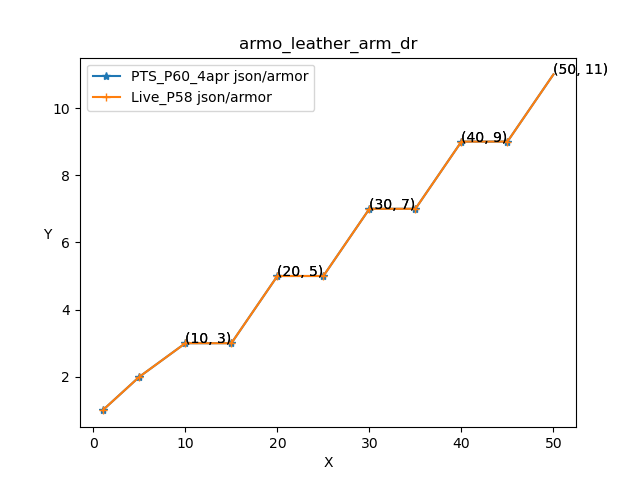 armo_leather_arm_dr
PTS_P60_4apr json/armor
Live_P58 json/armor
(50, 11)
(40, 9)
(30, 7)
(20, 5)
(10, 3)
Y
10
8
6
4
2
0 10 20 30 40 50
X